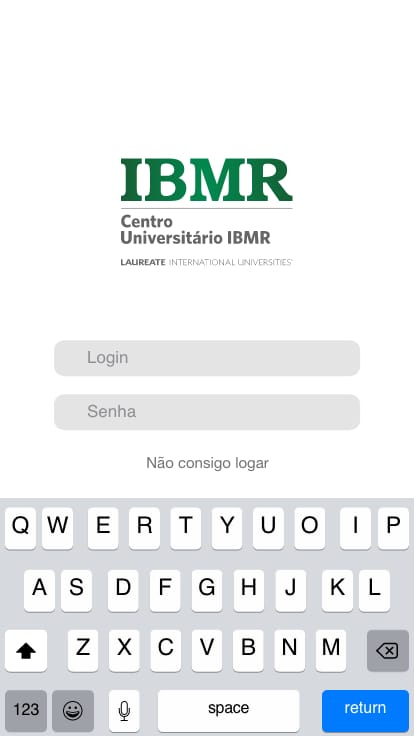 IBMR
Centro
Universitário IBMR
LAUREATE INTERNATIONAL UNIVERSITIES
Login
Senha
Não consigo logar
Q W E R T Y U O I P
A S D F G H J K L
Z X C V B N M
123 space return